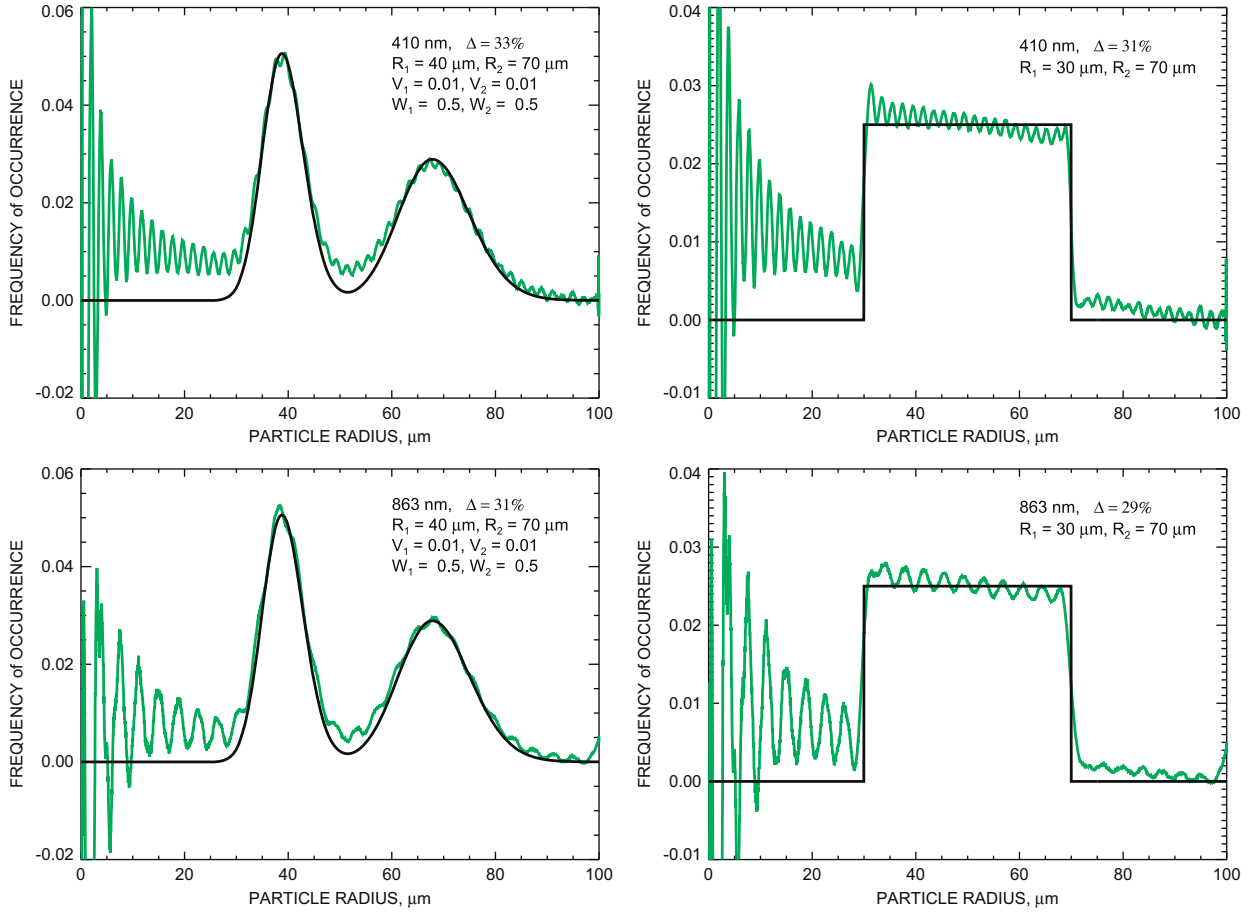 0.06
0.04
0.02
0.00
-0.02
FREQUENCY of OCCURRENCE
410 nm, Δ = 33%
R₁ = 40 μm, R₂ = 70 μm
V₁ = 0.01, V₂ = 0.01
W₁ = 0.5, W₂ = 0.5
0 20 40 60 80 100
PARTICLE RADIUS, μm
0.04
0.03
0.02
0.01
0.00
-0.01
FREQUENCY of OCCURRENCE
410 nm, Δ = 31%
R₁ = 30 μm, R₂ = 70 μm
0 20 40 60 80 100
PARTICLE RADIUS, μm
0.06
0.04
0.02
0.00
-0.02
FREQUENCY of OCCURRENCE
863 nm, Δ = 31%
R₁ = 40 μm, R₂ = 70 μm
V₁ = 0.01, V₂ = 0.01
W₁ = 0.5, W₂ = 0.5
0 20 40 60 80 100
PARTICLE RADIUS, μm
0.04
0.03
0.02
0.01
0.00
-0.01
FREQUENCY of OCCURRENCE
863 nm, Δ = 29%
R₁ = 30 μm, R₂ = 70 μm
0 20 40 60 80 100
PARTICLE RADIUS, μm